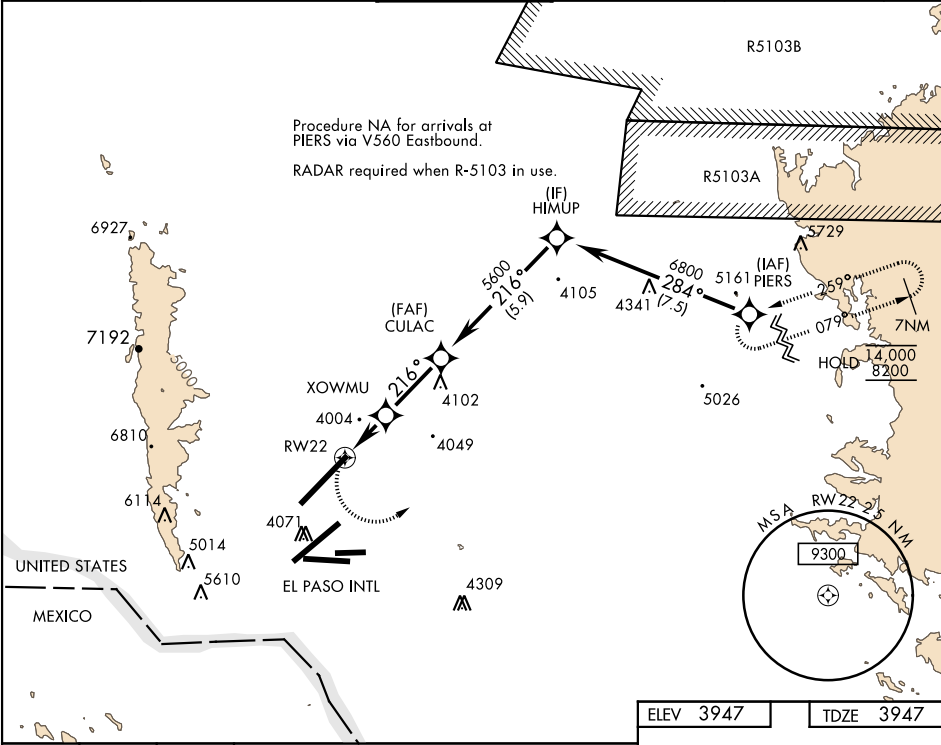 R5103B
Procedure NA for arrivals at
PIERS via V560 Eastbound.
RADAR required when R-5103 in use.
R5103A
(IF)
HIMUP
6927
5729
5600
216°
(5.9)
6800
284°
(7.5)
4105
4341
5161
(IAF)
PIERS
259°
079°
7NM
HOLD
14,000
8200
(FAF)
CULAC
7192
5000
216°
XOWMU
4102
5026
4004
4049
6810
RW22
6114
4071
5014
MSA RW22 25 NM
9300
UNITED STATES
5610
EL PASO INTL
4309
MEXICO
ELEV 3947
TDZE 3947